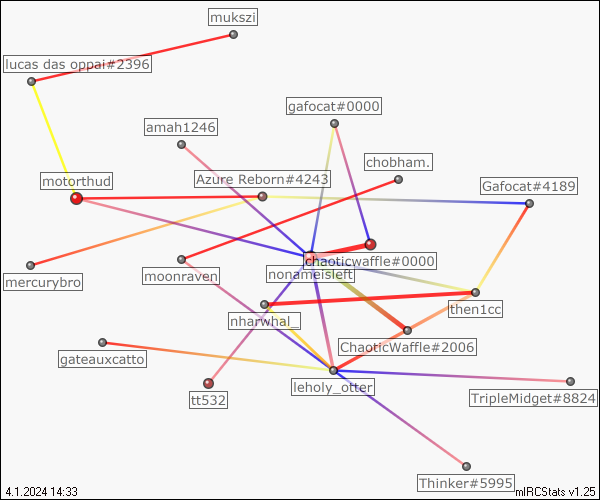 mukszi
lucas das oppai#2396
gafocat#0000
amah1246
chobham.
motorthud
Azure Reborn#4243
Gafocat#4189
chaoticwaffle#0000
mercurybro
moonraven
nonameisleft
then1cc
nharwhal_
ChaoticWaffle#2006
gateauxcatto
leholy_otter
tt532
TripleMidget#8824
Thinker#5995
4.1.2024 14:33
mIRCStats v1.25